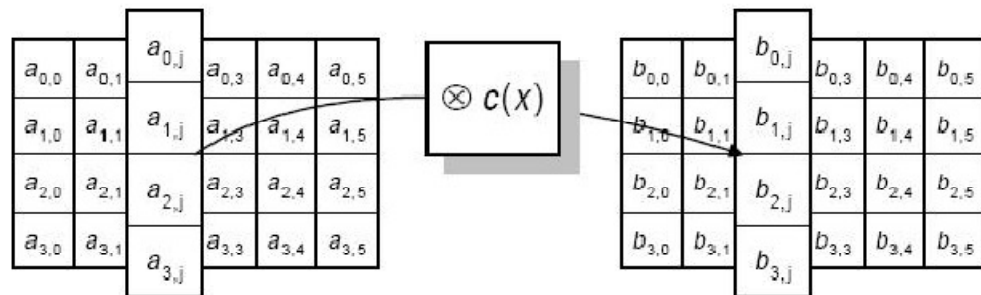 a0,0 a0,1 a0,j a0,3 a0,4 a0,5
a1,0 a1,1 a1,j a1,3 a1,4 a1,5
a2,0 a2,1 a2,j a2,3 a2,4 a2,5
a3,0 a3,1 a3,j a3,3 a3,4 a3,5
⊗ c(x)
b0,0 b0,1 b0,j b0,3 b0,4 b0,5
b1,0 b1,1 b1,j b1,3 b1,4 b1,5
b2,0 b2,1 b2,j b2,3 b2,4 b2,5
b3,0 b3,1 b3,j b3,3 b3,4 b3,5